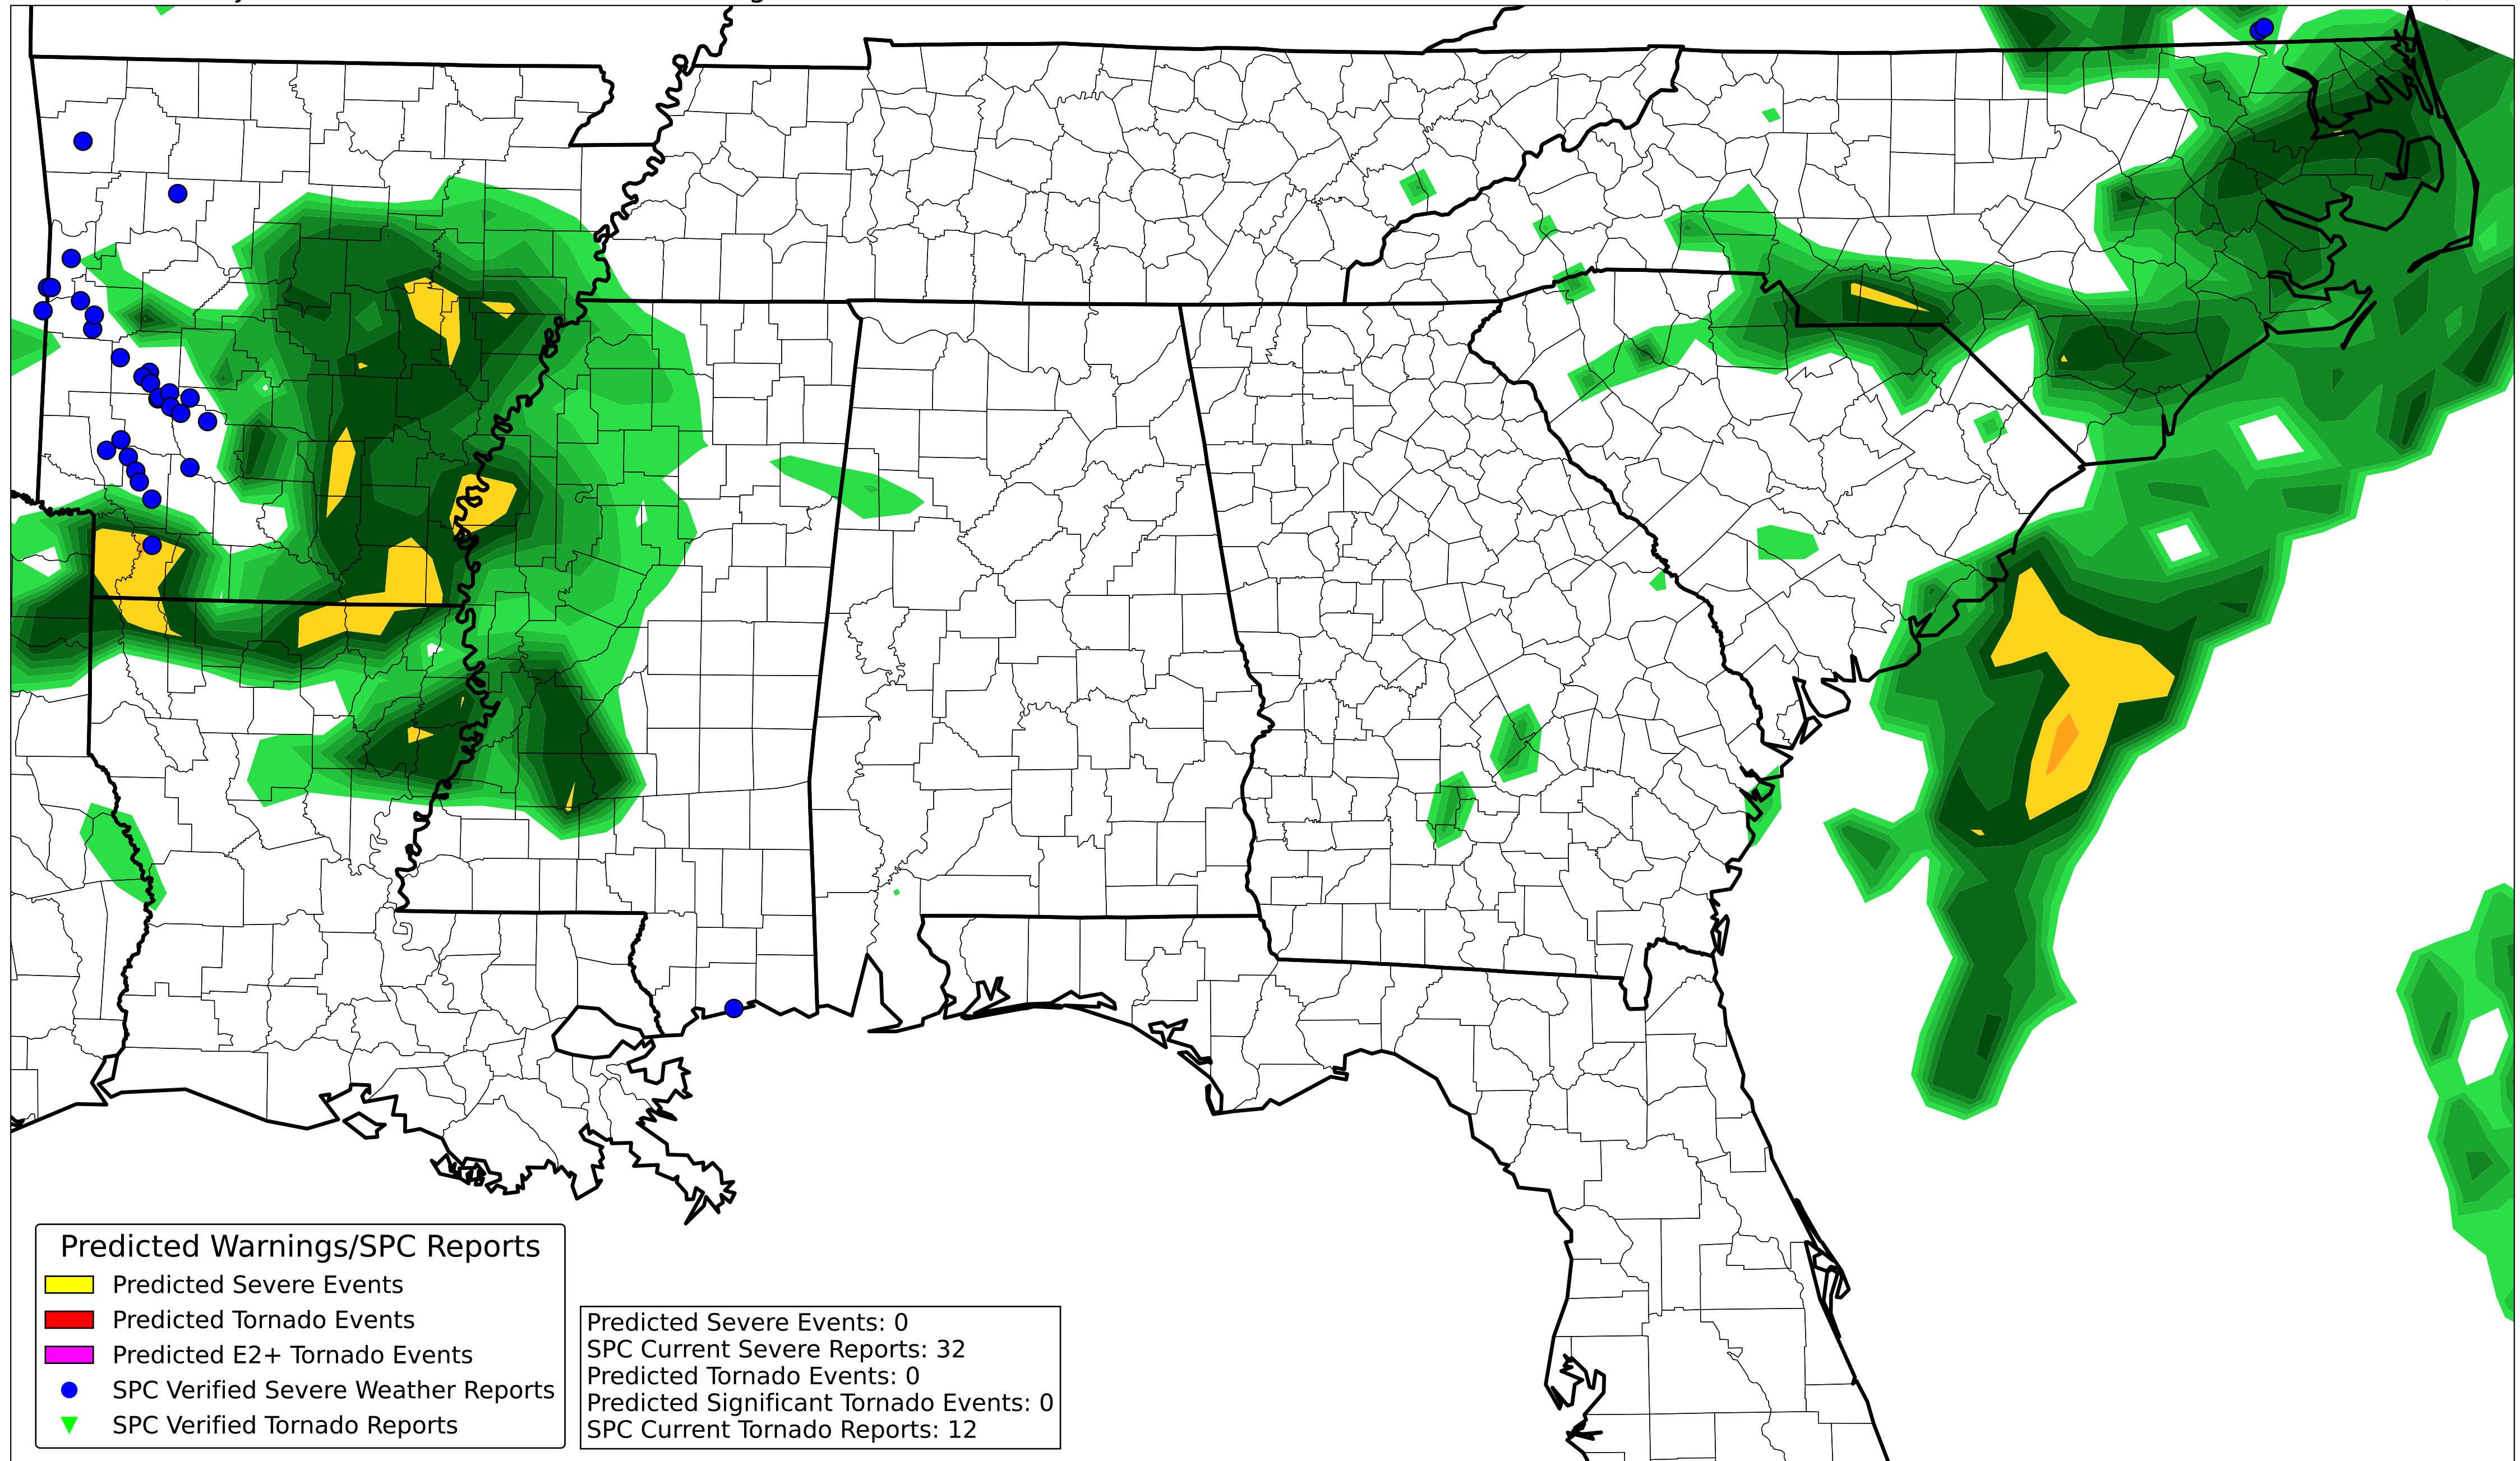 Predicted Warnings/SPC Reports
Predicted Severe Events
Predicted Tornado Events
Predicted E2+ Tornado Events
SPC Verified Severe Weather Reports
SPC Verified Tornado Reports
Predicted Severe Events: 0
SPC Current Severe Reports: 32
Predicted Tornado Events: 0
Predicted Significant Tornado Events: 0
SPC Current Tornado Reports: 12